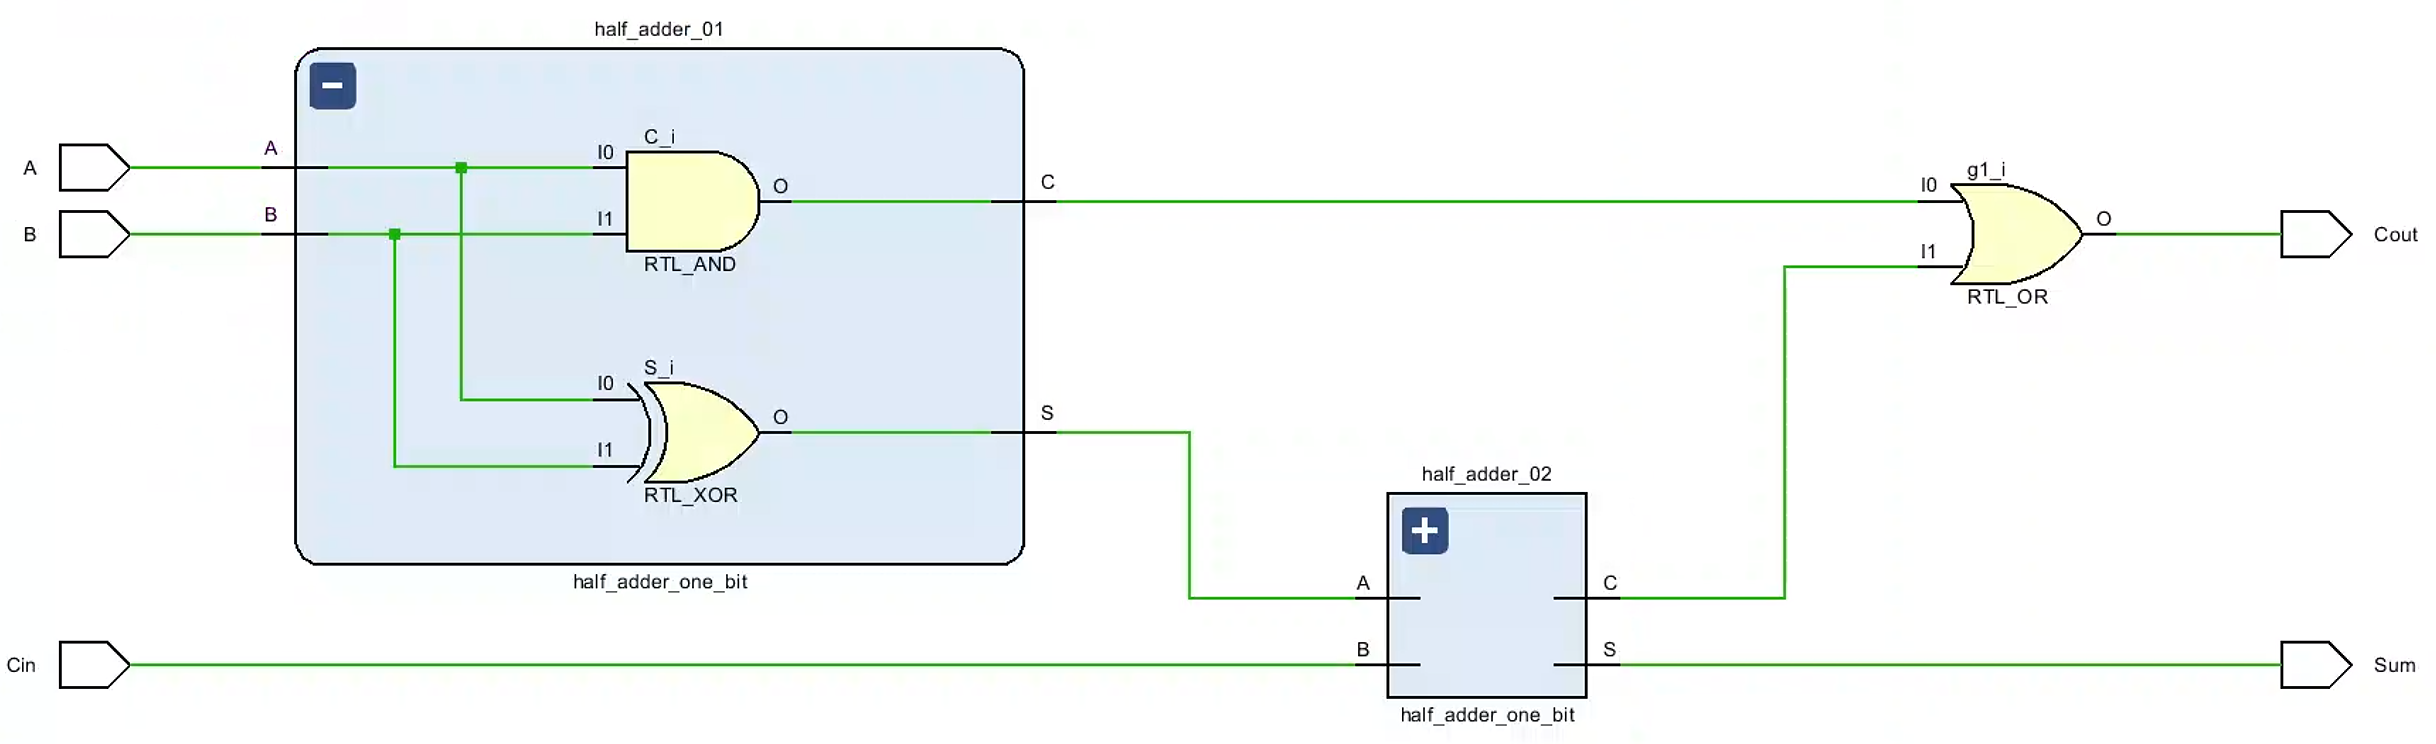 half_adder_01
C_i
A
A
I0
O
C
g1_i
I0
B
B
I1
O
Cout
RTL_AND
I1
RTL_OR
S_i
I0
O
S
I1
RTL_XOR
half_adder_02
half_adder_one_bit
A
C
Cin
B
S
Sum
half_adder_one_bit